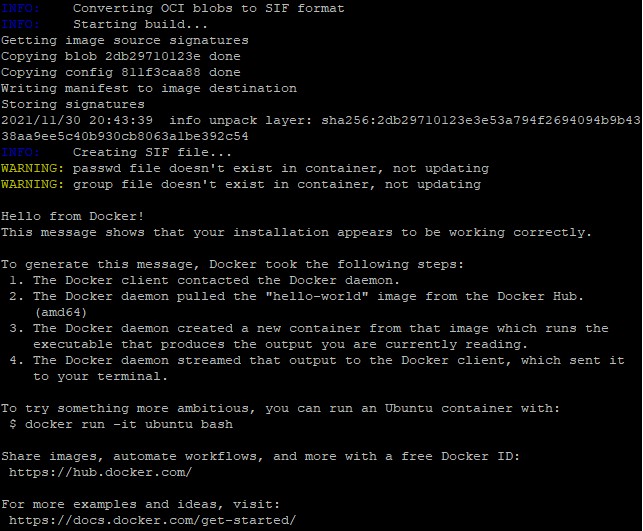 INFO:    Converting OCI blobs to SIF format
INFO:    Starting build...
Getting image source signatures
Copying blob 2db29710123e done
Copying config 811f3caa88 done
Writing manifest to image destination
Storing signatures
2021/11/30 20:43:39  info unpack layer: sha256:2db29710123e3e53a794f2694094b9b43
38aa9ee5c40b930cb8063a1be392c54
INFO:    Creating SIF file...
WARNING: passwd file doesn't exist in container, not updating
WARNING: group file doesn't exist in container, not updating

Hello from Docker!
This message shows that your installation appears to be working correctly.

To generate this message, Docker took the following steps:
 1. The Docker client contacted the Docker daemon.
 2. The Docker daemon pulled the "hello-world" image from the Docker Hub.
    (amd64)
 3. The Docker daemon created a new container from that image which runs the
    executable that produces the output you are currently reading.
 4. The Docker daemon streamed that output to the Docker client, which sent it
    to your terminal.

To try something more ambitious, you can run an Ubuntu container with:
 $ docker run -it ubuntu bash

Share images, automate workflows, and more with a free Docker ID:
 https://hub.docker.com/

For more examples and ideas, visit:
 https://docs.docker.com/get-started/